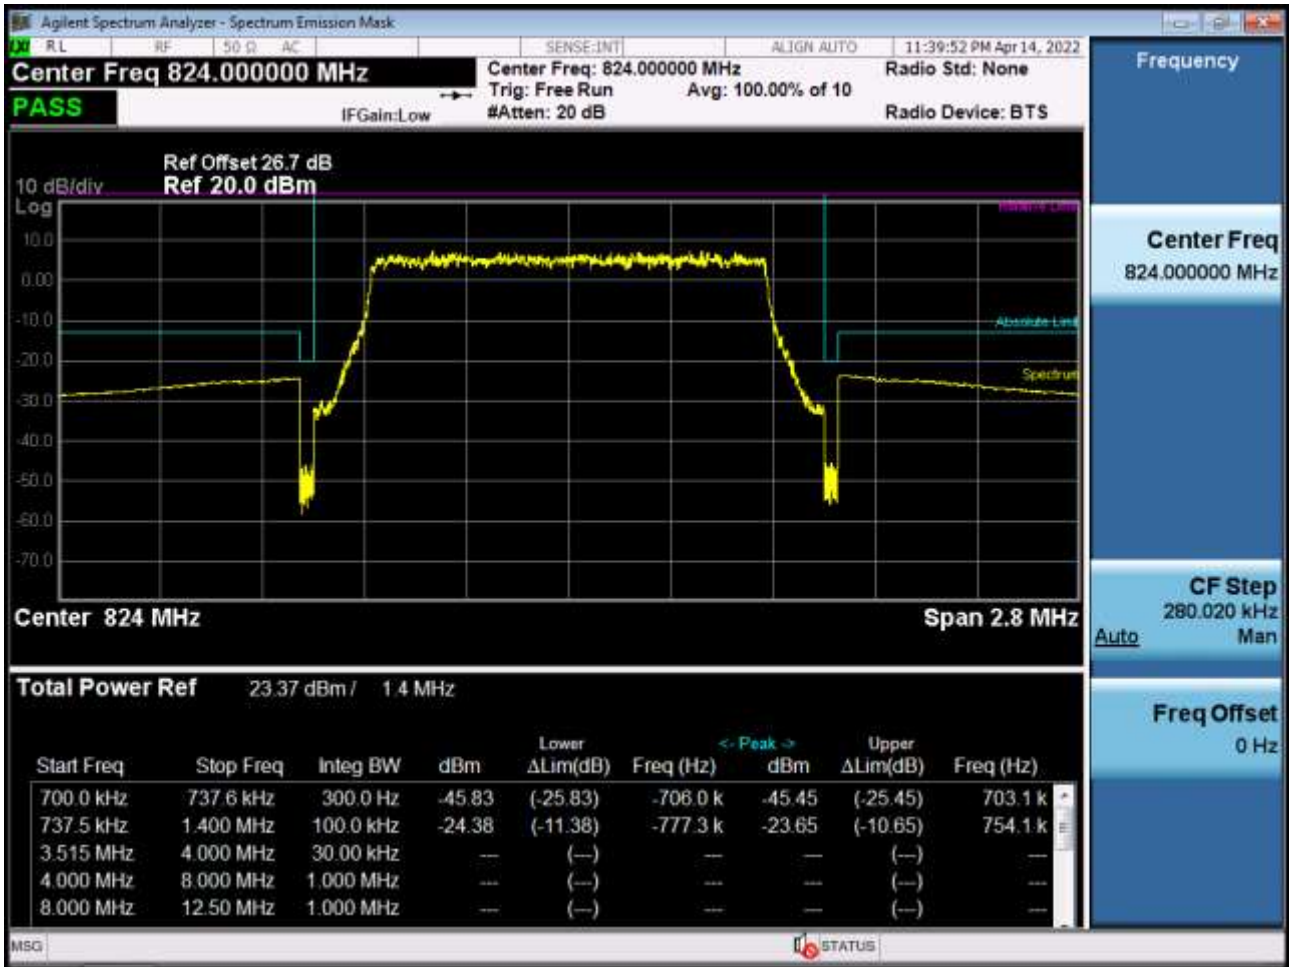 Agilent Spectrum Analyzer - Spectrum Emission Mask
RL RF 50 Ω AC SENSE:INT ALIGN AUTO 11:39:52 PM Apr 14, 2022
Center Freq 824.000000 MHz
Center Freq: 824.000000 MHz Radio Std: None
Trig: Free Run Avg: 100.00% of 10
PASS
IFGain:Low #Atten: 20 dB Radio Device: BTS
Ref Offset 26.7 dB
10 dB/div Ref 20.0 dBm
Log
10.0
0.00
-10.0
Absolute Limit
-20.0
Spectrum
-30.0
-40.0
-50.0
-60.0
-70.0
Center 824 MHz Span 2.8 MHz
Total Power Ref 23.37 dBm / 1.4 MHz
Lower <- Peak -> Upper
Start Freq Stop Freq Integ BW dBm ΔLim(dB) Freq (Hz) dBm ΔLim(dB) Freq (Hz)
700.0 kHz 737.6 kHz 300.0 Hz -45.83 (-25.83) -706.0 k -45.45 (-25.45) 703.1 k
737.5 kHz 1.400 MHz 100.0 kHz -24.38 (-11.38) -777.3 k -23.65 (-10.65) 754.1 k
3.515 MHz 4.000 MHz 30.00 kHz --- (---) --- --- (---) ---
4.000 MHz 8.000 MHz 1.000 MHz --- (---) --- --- (---) ---
8.000 MHz 12.50 MHz 1.000 MHz --- (---) --- --- (---) ---
MSG STATUS
Frequency
Center Freq
824.000000 MHz
CF Step
280.020 kHz
Auto Man
Freq Offset
0 Hz